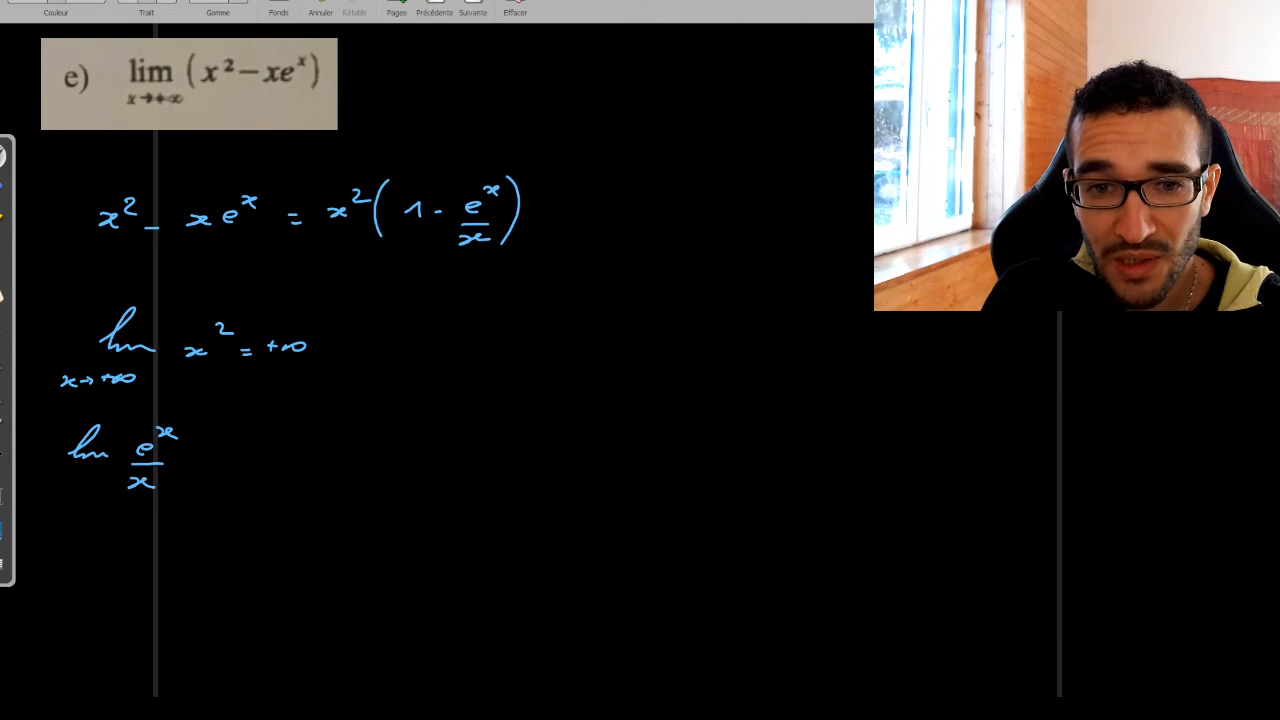 Couleur Trait Gomme Fonds Annuler Rétablir Pages Précédente Suivante Effacer
e) lim (x² − xeˣ)
x→+∞
x² − x eˣ = x² (1 − eˣ/x)
lim x² = +∞
x→+∞
lim eˣ/x